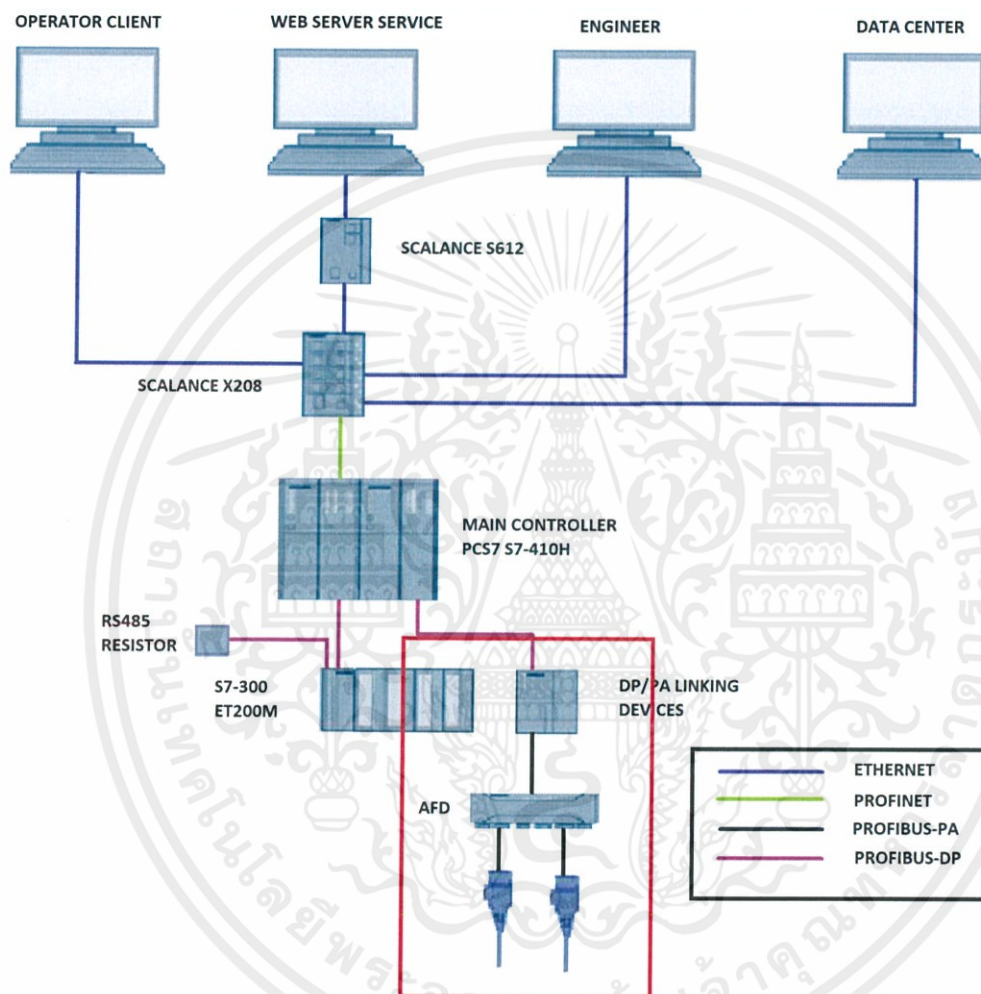 OPERATOR CLIENT
WEB SERVER SERVICE
ENGINEER
DATA CENTER
SCALANCE S612
SCALANCE X208
MAIN CONTROLLER
PCS7 S7-410H
RS485
RESISTOR
S7-300
ET200M
DP/PA LINKING
DEVICES
AFD
ETHERNET
PROFINET
PROFIBUS-PA
PROFIBUS-DP